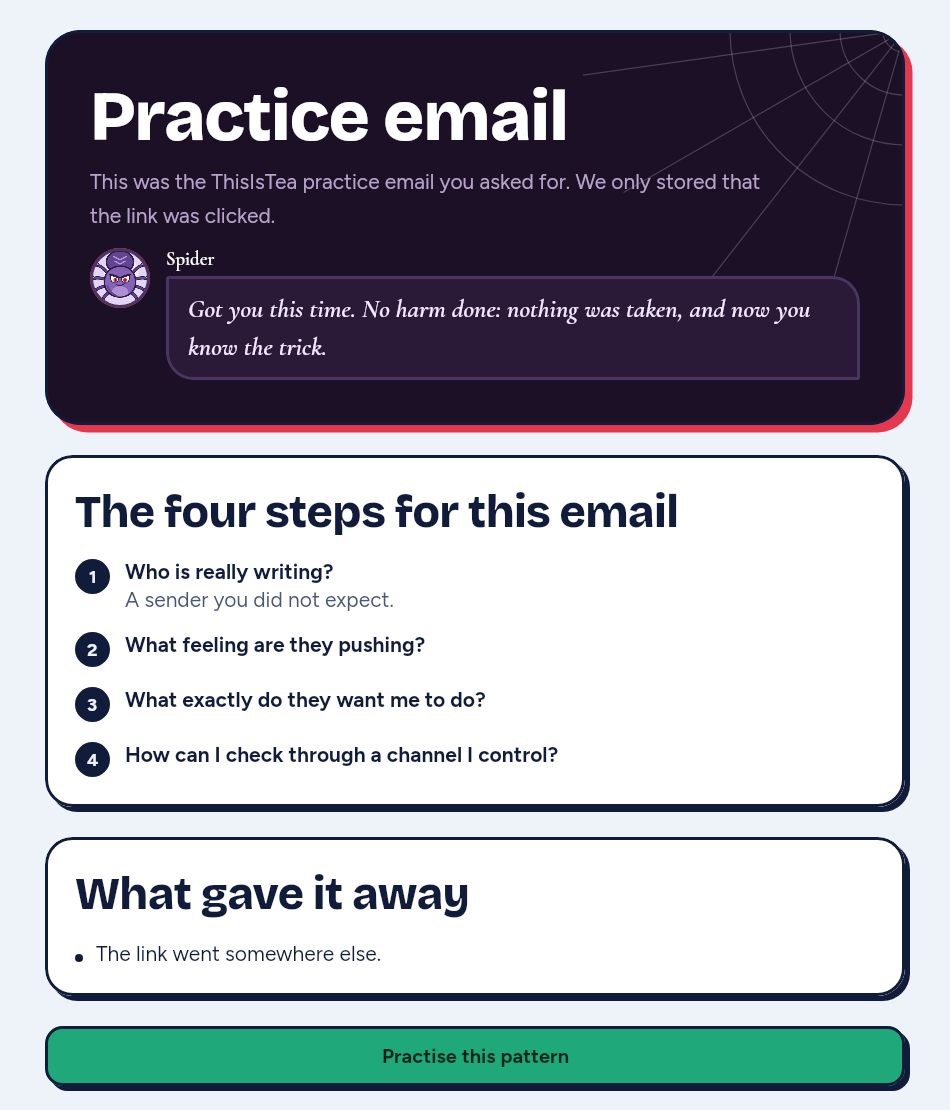 Practice email
This was the ThisIsTea practice email you asked for. We only stored that
the link was clicked.
Spider
Got you this time. No harm done: nothing was taken, and now you
know the trick.
The four steps for this email
1 Who is really writing?
A sender you did not expect.
2 What feeling are they pushing?
3 What exactly do they want me to do?
4 How can I check through a channel I control?
What gave it away
• The link went somewhere else.
Practise this pattern